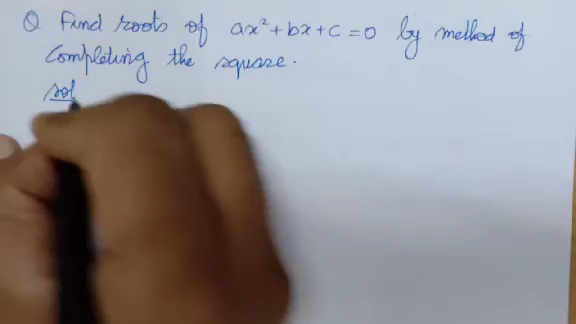 Q Find roots of ax²+bx+c=0 by method of
Completing the square.
sol